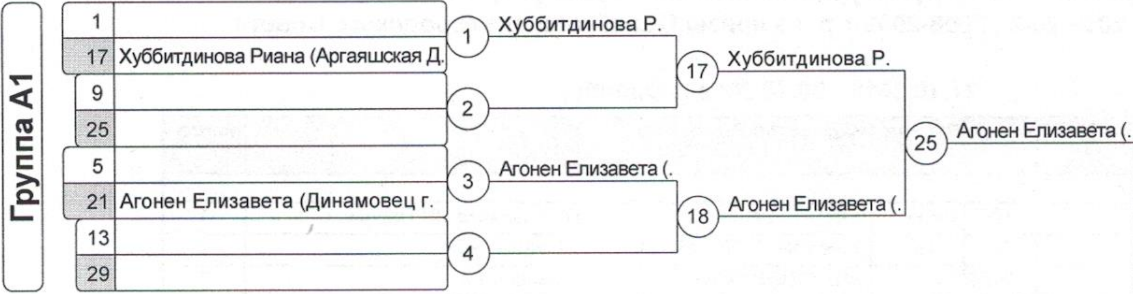 Группа А1
1
17 Хуббитдинова Риана (Аргаяшская Д.
9
25
5
21 Агонен Елизавета (Динамовец г.
13
29
1 Хуббитдинова Р.
2
3 Агонен Елизавета (.
4
17 Хуббитдинова Р.
18 Агонен Елизавета (.
25 Агонен Елизавета (.